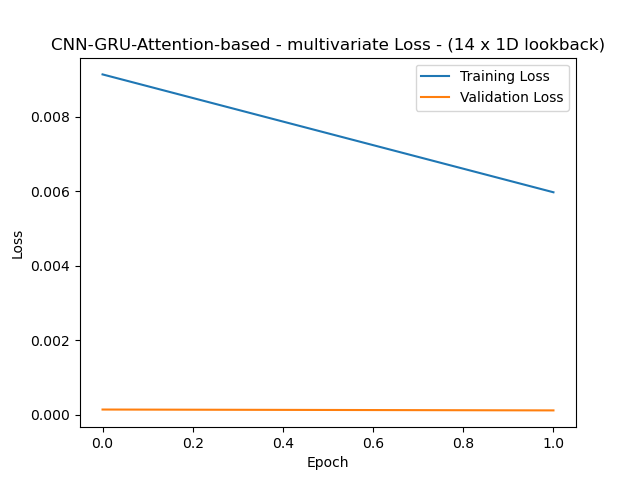 CNN-GRU-Attention-based - multivariate Loss - (14 x 1D lookback)
Training Loss
Validation Loss
0.008
0.006
0.004
0.002
0.000
Loss
0.0 0.2 0.4 0.6 0.8 1.0
Epoch